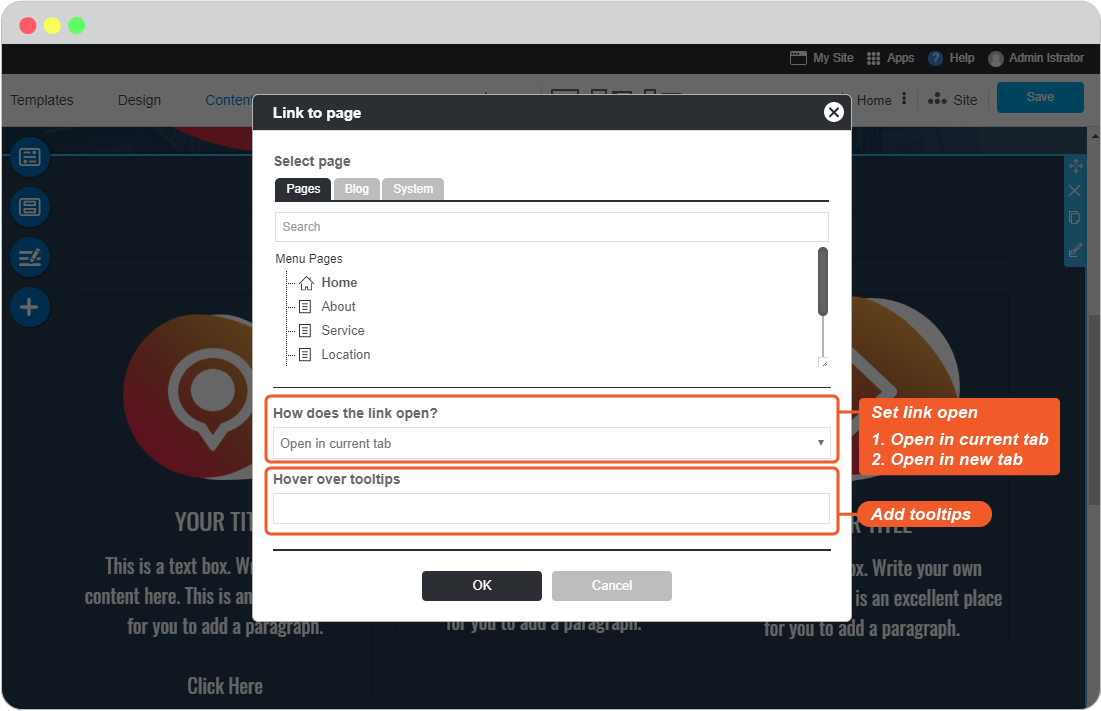 My Site Apps ? Help Admin Istrator
Templates Design Content Home Site Save
Link to page
Select page
Pages Blog System
Search
Menu Pages
Home
About
Service
Location
How does the link open?
Open in current tab
Set link open
1. Open in current tab
2. Open in new tab
Hover over tooltips
Add tooltips
OK Cancel
YOUR TIT
This is a text box. W
content here. This is an
for you to add a paragraph.
Click Here
for you to add a paragraph.
R TITLE
ox. Write your own
is an excellent place
for you to add a paragraph.